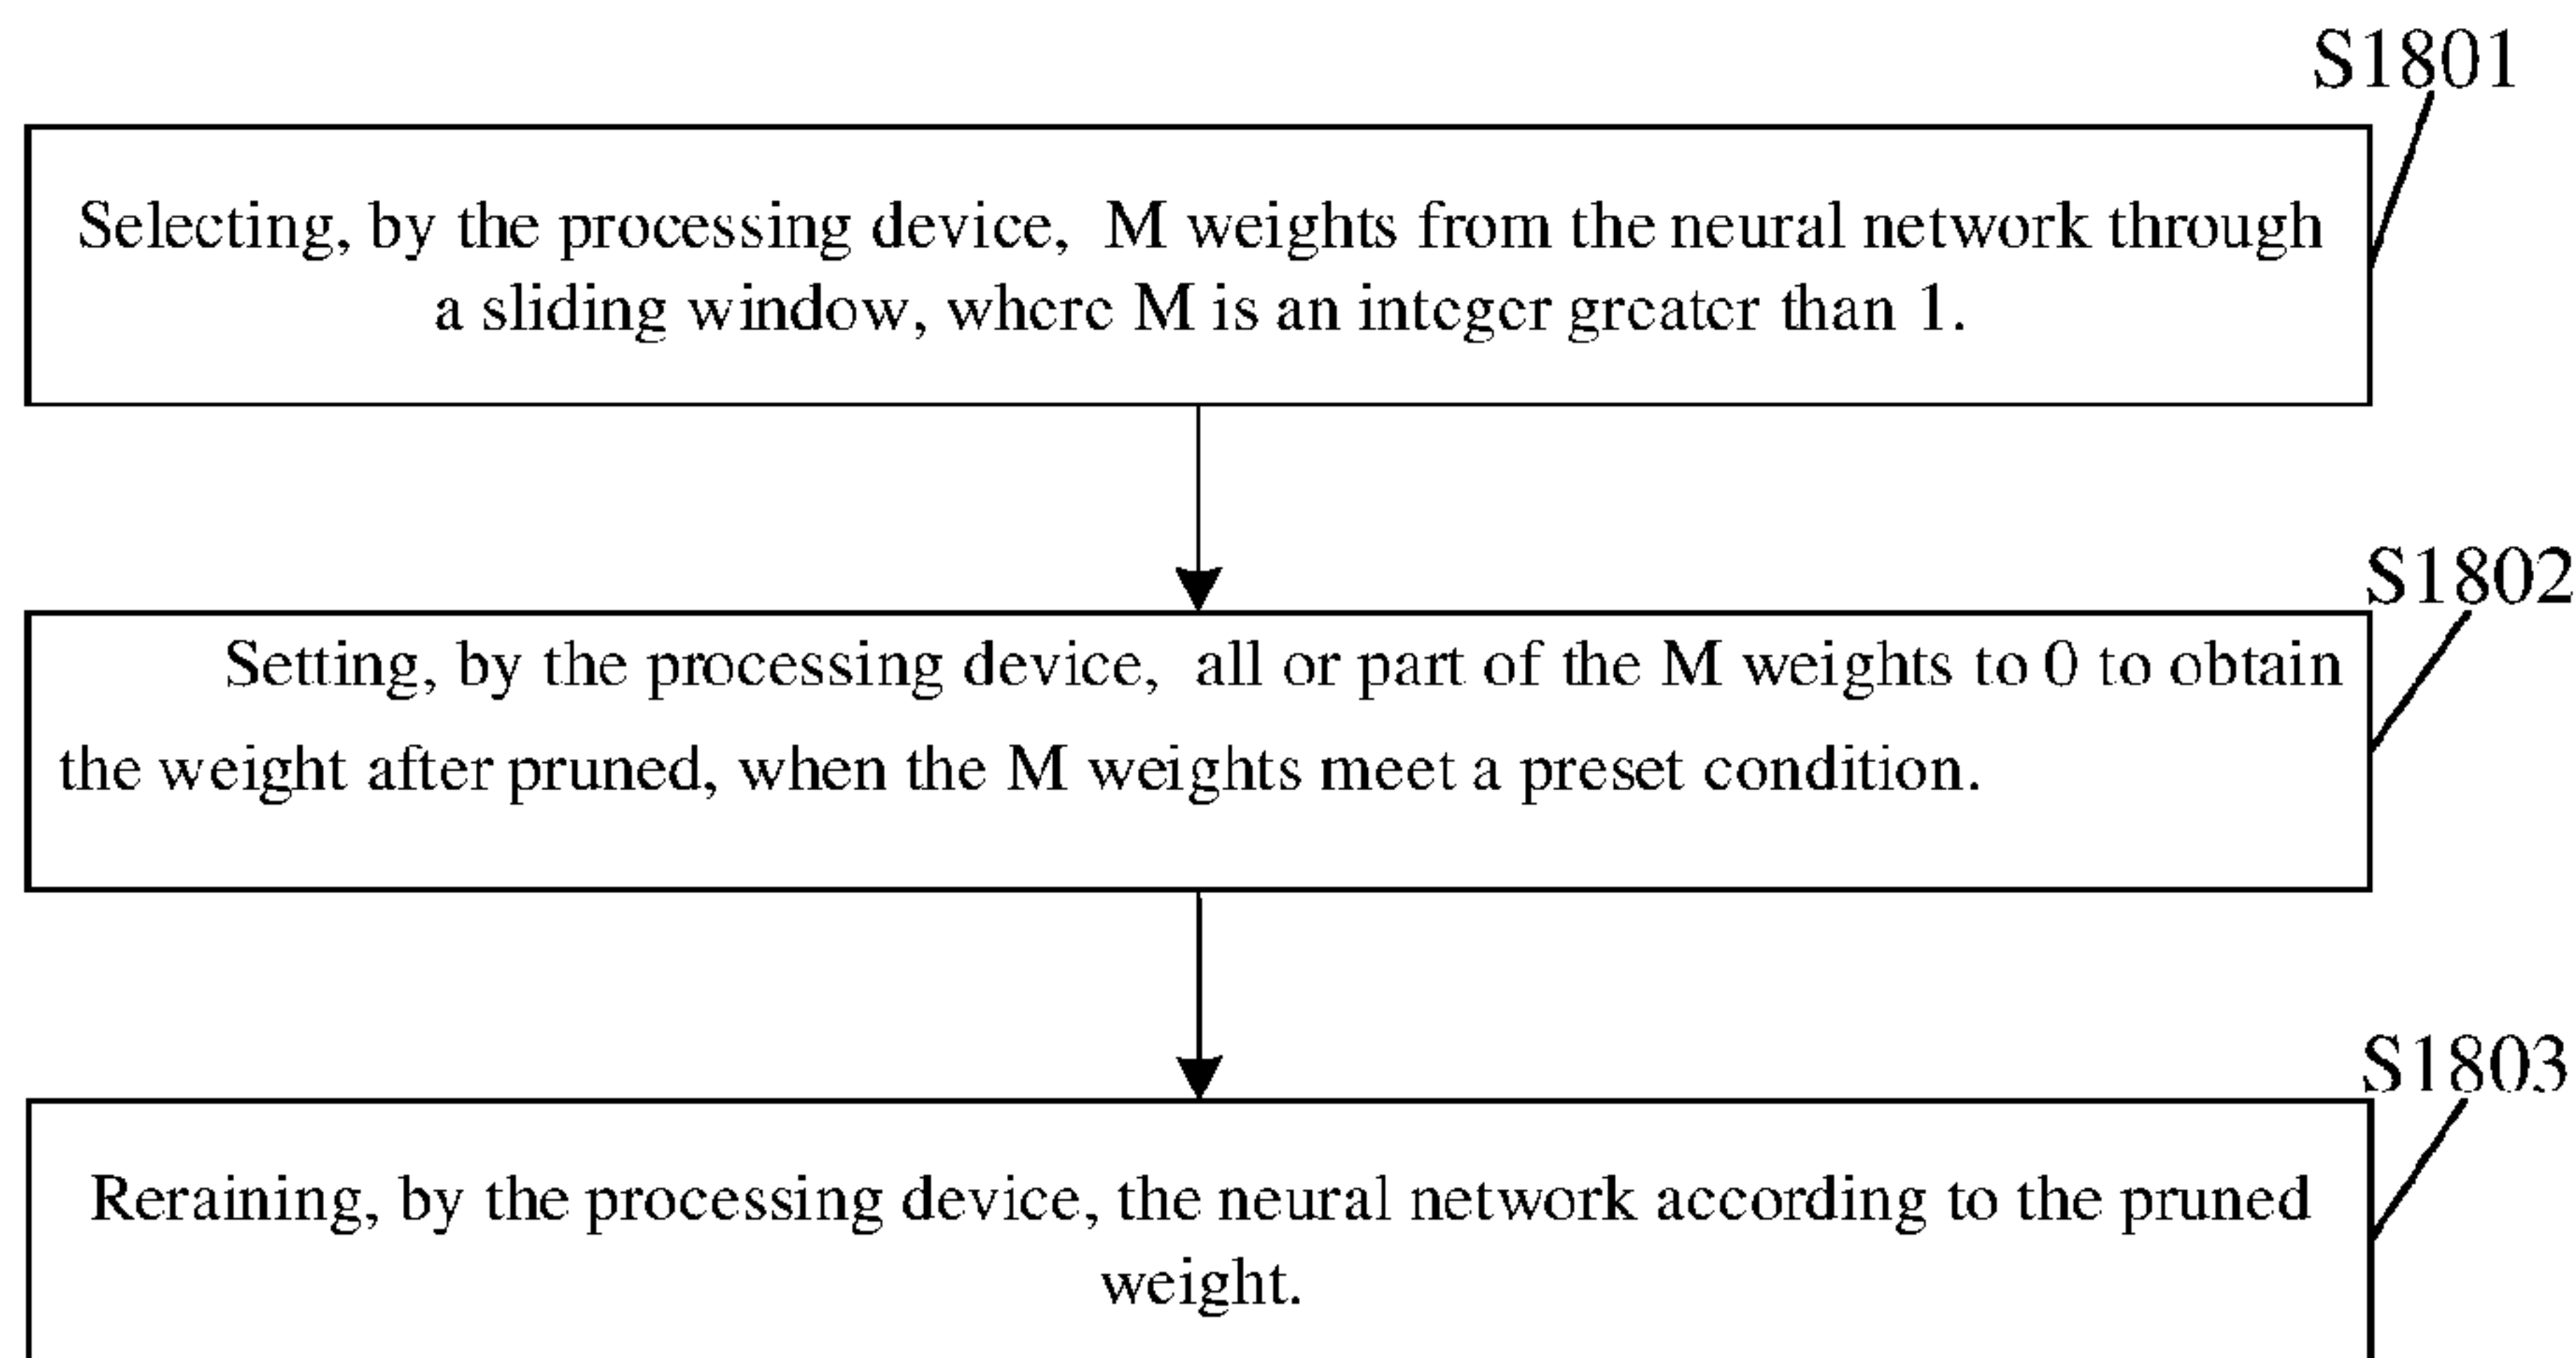 S1801
Selecting, by the processing device, M weights from the neural network through
a sliding window, where M is an integer greater than 1.
S1802
Setting, by the processing device, all or part of the M weights to 0 to obtain
the weight after pruned, when the M weights meet a preset condition.
S1803
Reraining, by the processing device, the neural network according to the pruned
weight.